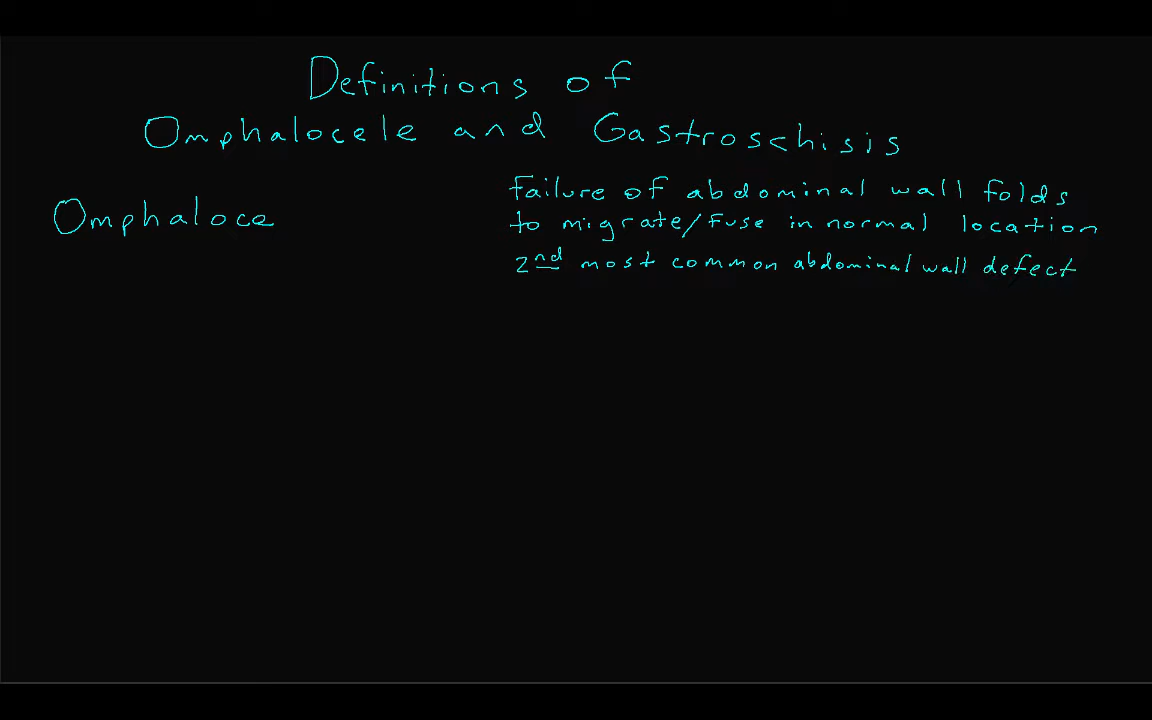 Definitions of
Omphalocele and Gastroschisis
Omphaloce
Failure of abdominal wall folds
to migrate/fuse in normal location
2nd most common abdominal wall defect